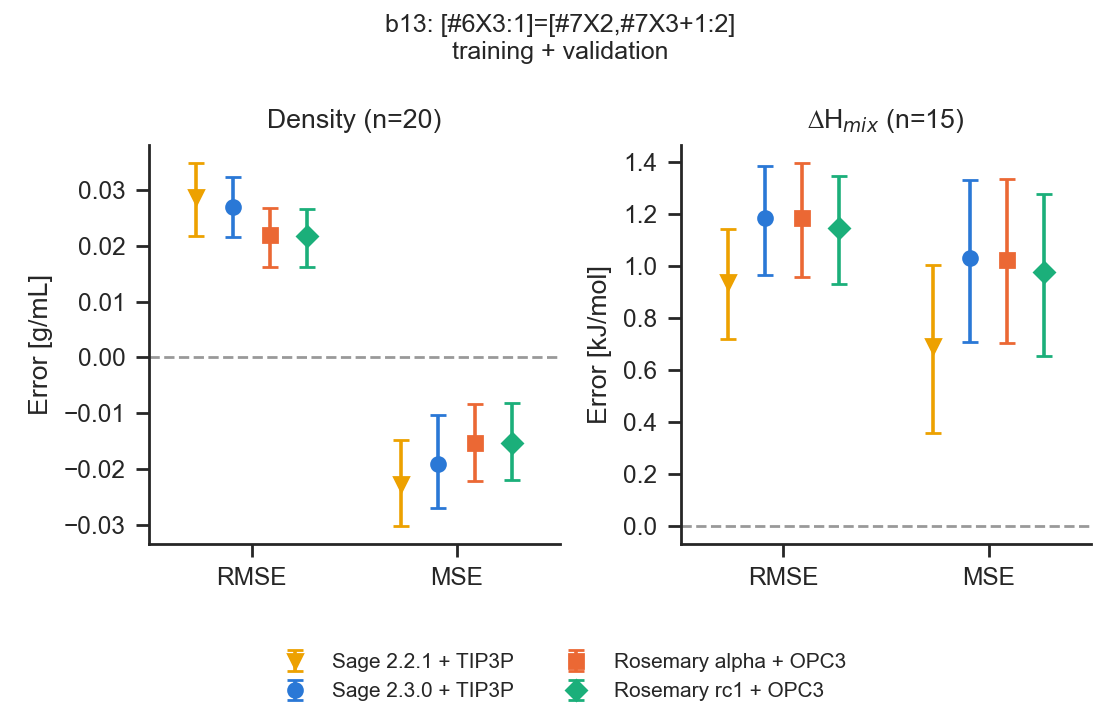 b13: [#6X3:1]=[#7X2,#7X3+1:2]
training + validation
Density (n=20)
ΔHmix (n=15)
Error [g/mL]
0.03
0.02
0.01
0.00
−0.01
−0.02
−0.03
RMSE
MSE
Error [kJ/mol]
1.4
1.2
1.0
0.8
0.6
0.4
0.2
0.0
RMSE
MSE
Sage 2.2.1 + TIP3P
Sage 2.3.0 + TIP3P
Rosemary alpha + OPC3
Rosemary rc1 + OPC3